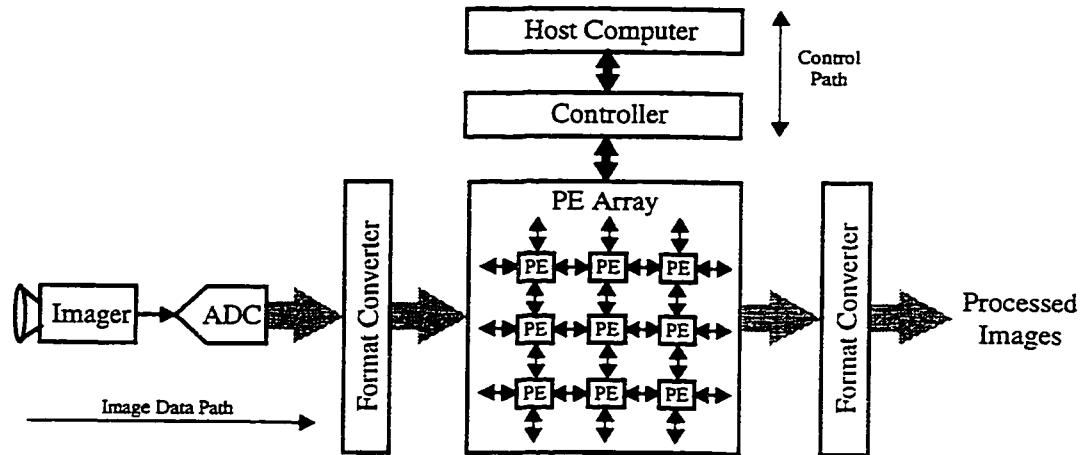 Host Computer
Control
Path
Controller
PE Array
PE PE PE
PE PE PE
PE PE PE
Imager
ADC
Format Converter
Format Converter
Processed
Images
Image Data Path